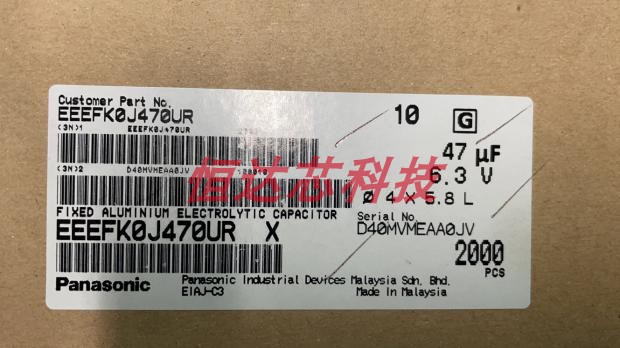 Customer Part No.
EEEFK0J470UR
10 G
(3N)1 EEEFK0J470UR
47 μF
(3N)2 D40MVMEAA0JV
6.3 V
恒达芯科技
Ø 4 × 5.8 L
FIXED ALUMINIUM ELECTROLYTIC CAPACITOR
Serial No.
EEEFK0J470UR X
D40MVMEAA0JV
2000
PCS
Panasonic
Panasonic Industrial Devices Malaysia Sdn. Bhd.
EIAJ-C3 Made In Malaysia